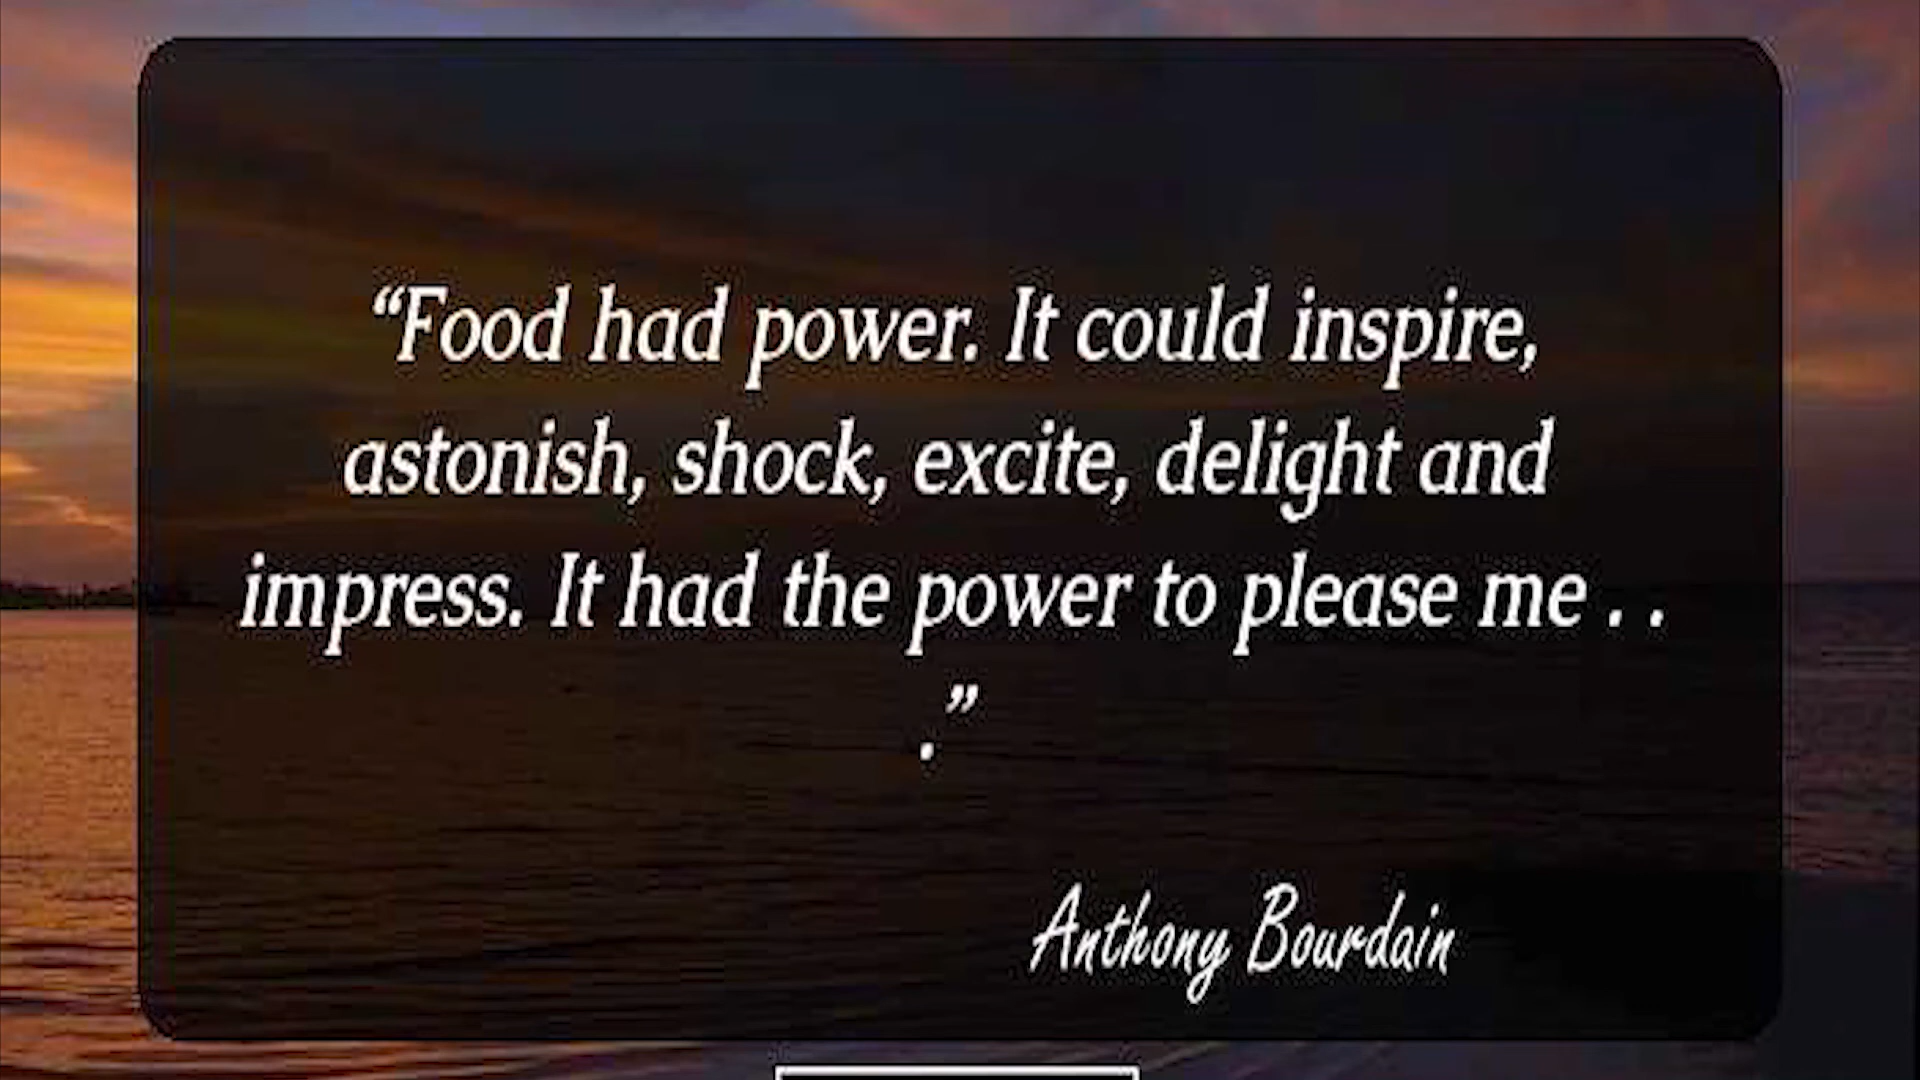 “Food had power. It could inspire,
astonish, shock, excite, delight and
impress. It had the power to please me . .
.”
Anthony Bourdain